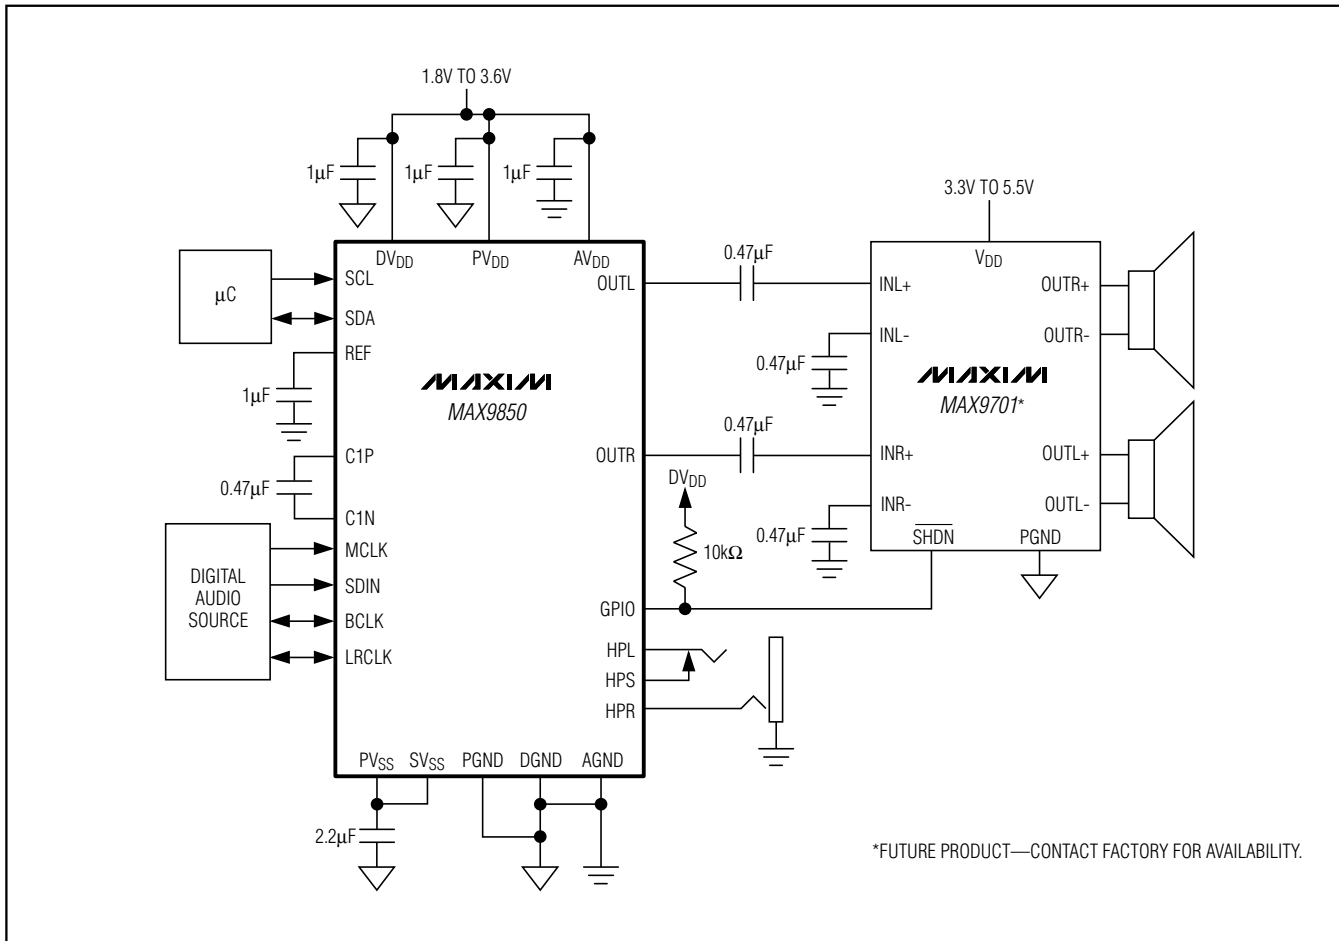 1.8V TO 3.6V
1µF
1µF
1µF
3.3V TO 5.5V
µC
SCL
SDA
REF
1µF
C1P
0.47µF
C1N
DIGITAL
AUDIO
SOURCE
MCLK
SDIN
BCLK
LRCLK
DVDD
PVDD
AVDD
OUTL
MAXIM
MAX9850
OUTR
GPIO
HPL
HPS
HPR
PVSS
SVSS
PGND
DGND
AGND
2.2µF
0.47µF
0.47µF
0.47µF
DVDD
10kΩ
0.47µF
VDD
INL+
INL-
OUTR+
OUTR-
MAXIM
MAX9701*
INR+
INR-
OUTL+
OUTL-
SHDN
PGND
*FUTURE PRODUCT—CONTACT FACTORY FOR AVAILABILITY.